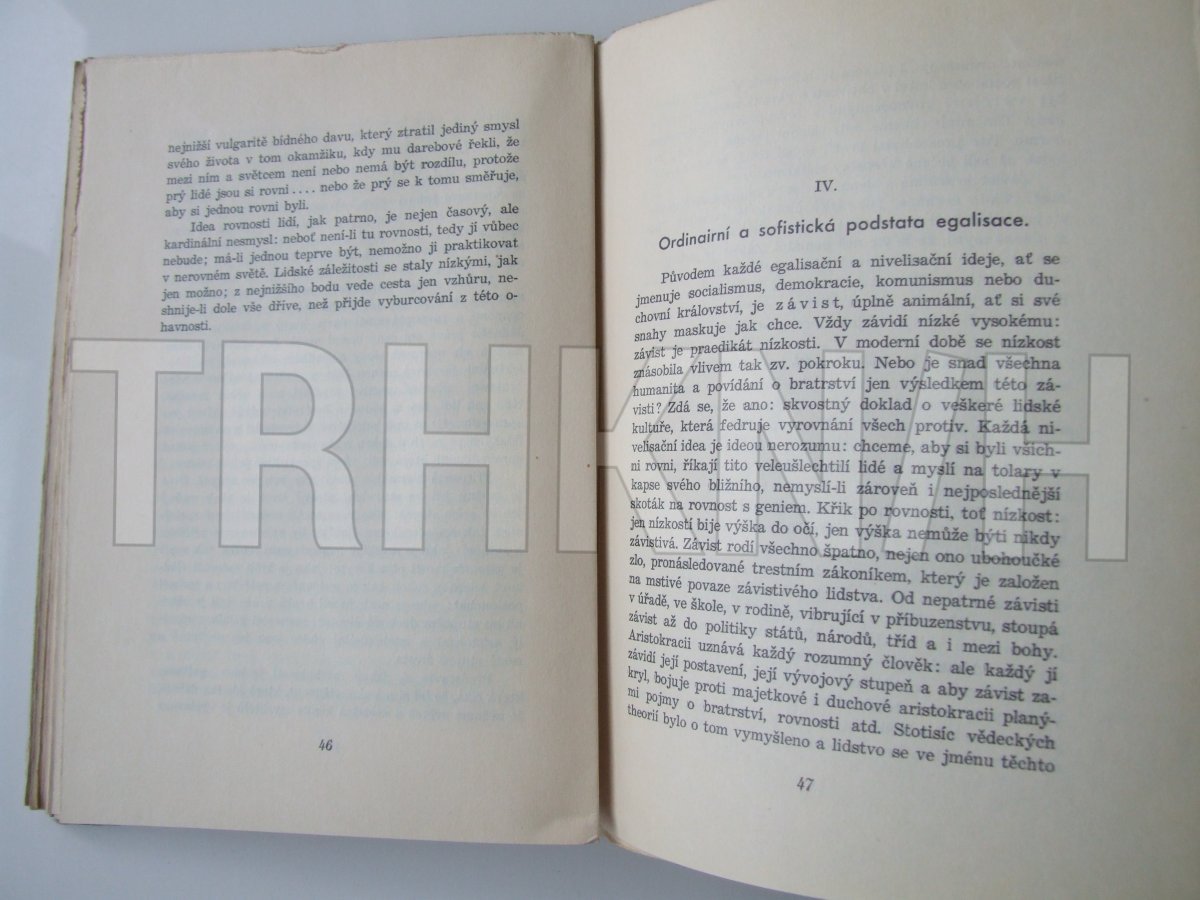 nejnižší vulgaritě bídného davu, který ztratil jediný smysl
svého života v tom okamžiku, kdy mu darebové řekli, že
mezi ním a světcem není nebo nemá být rozdílu, protože
prý lidé jsou si rovni .... nebo že prý se k tomu směřuje,
aby si jednou rovni byli.
Idea rovnosti lidí, jak patrno, je nejen časový, ale
kardinální nesmysl: neboť není-li tu rovnosti, tedy jí vůbec
nebude; má-li jednou teprve být, nemožno ji praktikovat
v nerovném světě. Lidské záležitosti se staly nízkými, jak
jen možno; z nejnižšího bodu vede cesta jen vzhůru, ne-
shnije-li dole vše dříve, než přijde vyburcování z této o-
havnosti.
46
IV.
Ordinairní a sofistická podstata egalisace.
Původem každé egalisační a nivelisační ideje, ať se
jmenuje socialismus, demokracie, komunismus nebo du-
chovní království, je závist, úplně animální, ať si své
snahy maskuje jak chce. Vždy závidí nízké vysokému:
závist je praedikát nízkosti. V moderní době se nízkost
znásobila vlivem tak zv. pokroku. Nebo je snad všechna
humanita a povídání o bratrství jen výsledkem této zá-
visti? Zdá se, že ano: skvostný doklad o veškeré lidské
kultuře, která fedruje vyrovnání všech protiv. Každá ni-
velisační idea je ideou nerozumu: chceme, aby si byli všich-
ni rovni, říkají tito veleušlechtilí lidé a myslí na tolary v
kapse svého bližního, nemyslí-li zároveň i nejposlednější
skoták na rovnost s geniem. Křik po rovnosti, toť nízkost:
jen nízkostí bije výška do očí, jen výška nemůže býti nikdy
závistivá. Závist rodí všechno špatno, nejen ono ubohoučké
zlo, pronásledované trestním zákoníkem, který je založen
na mstivé povaze závistivého lidstva. Od nepatrné závisti
v úřadě, ve škole, v rodině, vibrující v příbuzenstvu, stoupá
závist až do politiky států, národů, tříd a i mezi bohy.
Aristokracii uznává každý rozumný člověk: ale každý jí
závidí její postavení, její vývojový stupeň a aby závist za-
kryl, bojuje proti majetkové i duchové aristokracii planý-
mi pojmy o bratrství, rovnosti atd. Stotisíc vědeckých
theorií bylo o tom vymyšleno a lidstvo se ve jménu těchto
47
TRHKNIH